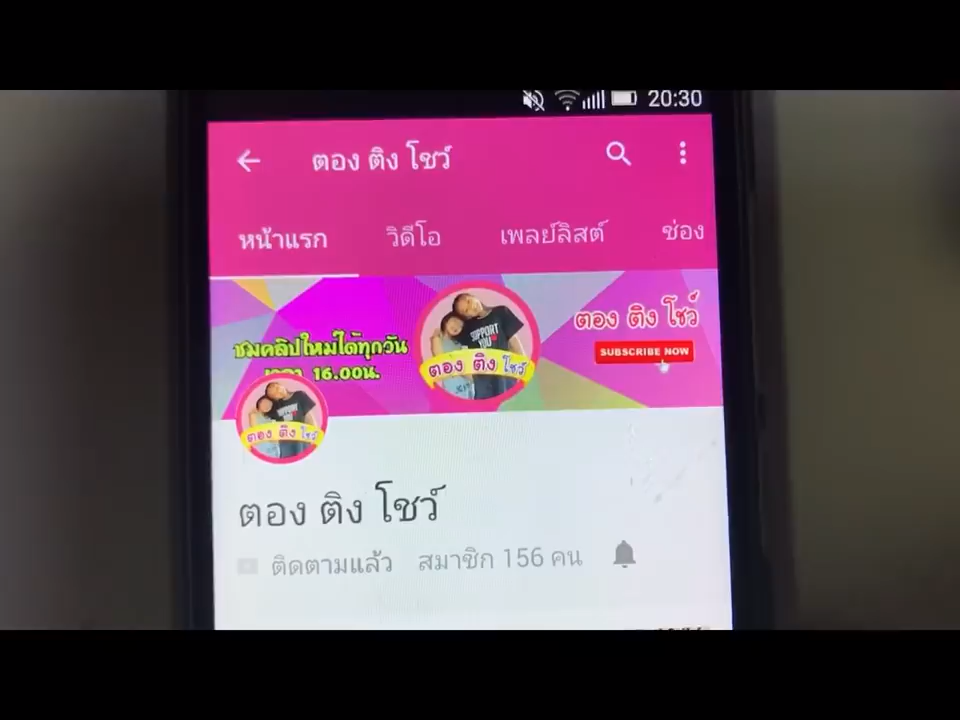 20:30
ตอง ติง โชว์
หน้าแรก วิดีโอ เพลย์ลิสต์ ช่อง
ชมคลิปใหม่ได้ทุกวัน
16.00น.
SUPPORT
YOU
ตอง ติง โชว์
ตอง ติง โชว์
SUBSCRIBE NOW
ตอง ติง โชว์
ตอง ติง โชว์
ติดตามแล้ว สมาชิก 156 คน